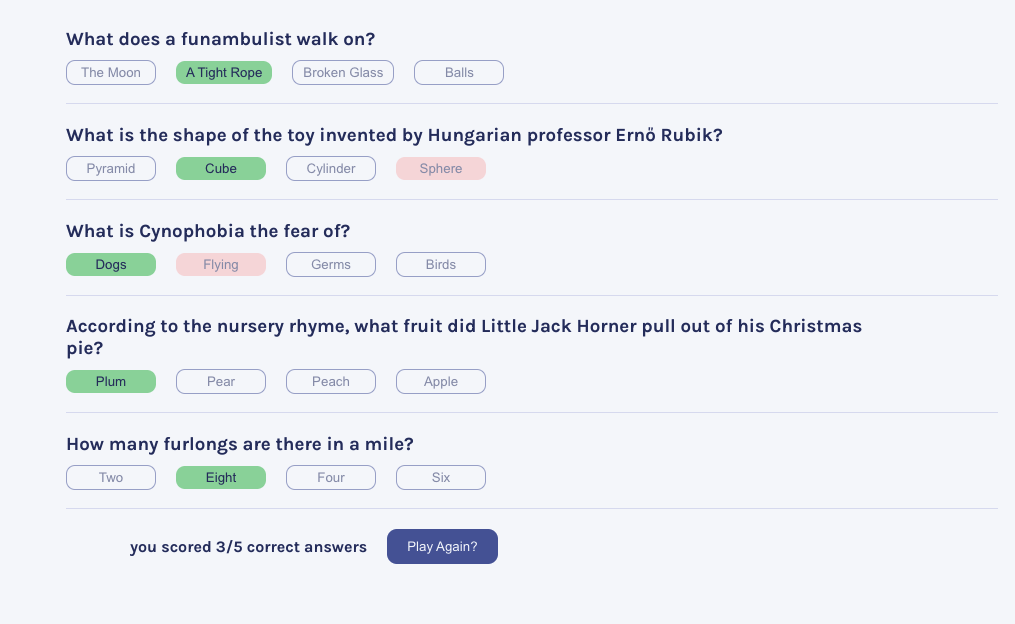 What does a funambulist walk on?
The Moon A Tight Rope Broken Glass Balls
What is the shape of the toy invented by Hungarian professor Ernő Rubik?
Pyramid Cube Cylinder Sphere
What is Cynophobia the fear of?
Dogs Flying Germs Birds
According to the nursery rhyme, what fruit did Little Jack Horner pull out of his Christmas
pie?
Plum Pear Peach Apple
How many furlongs are there in a mile?
Two Eight Four Six
you scored 3/5 correct answers Play Again?